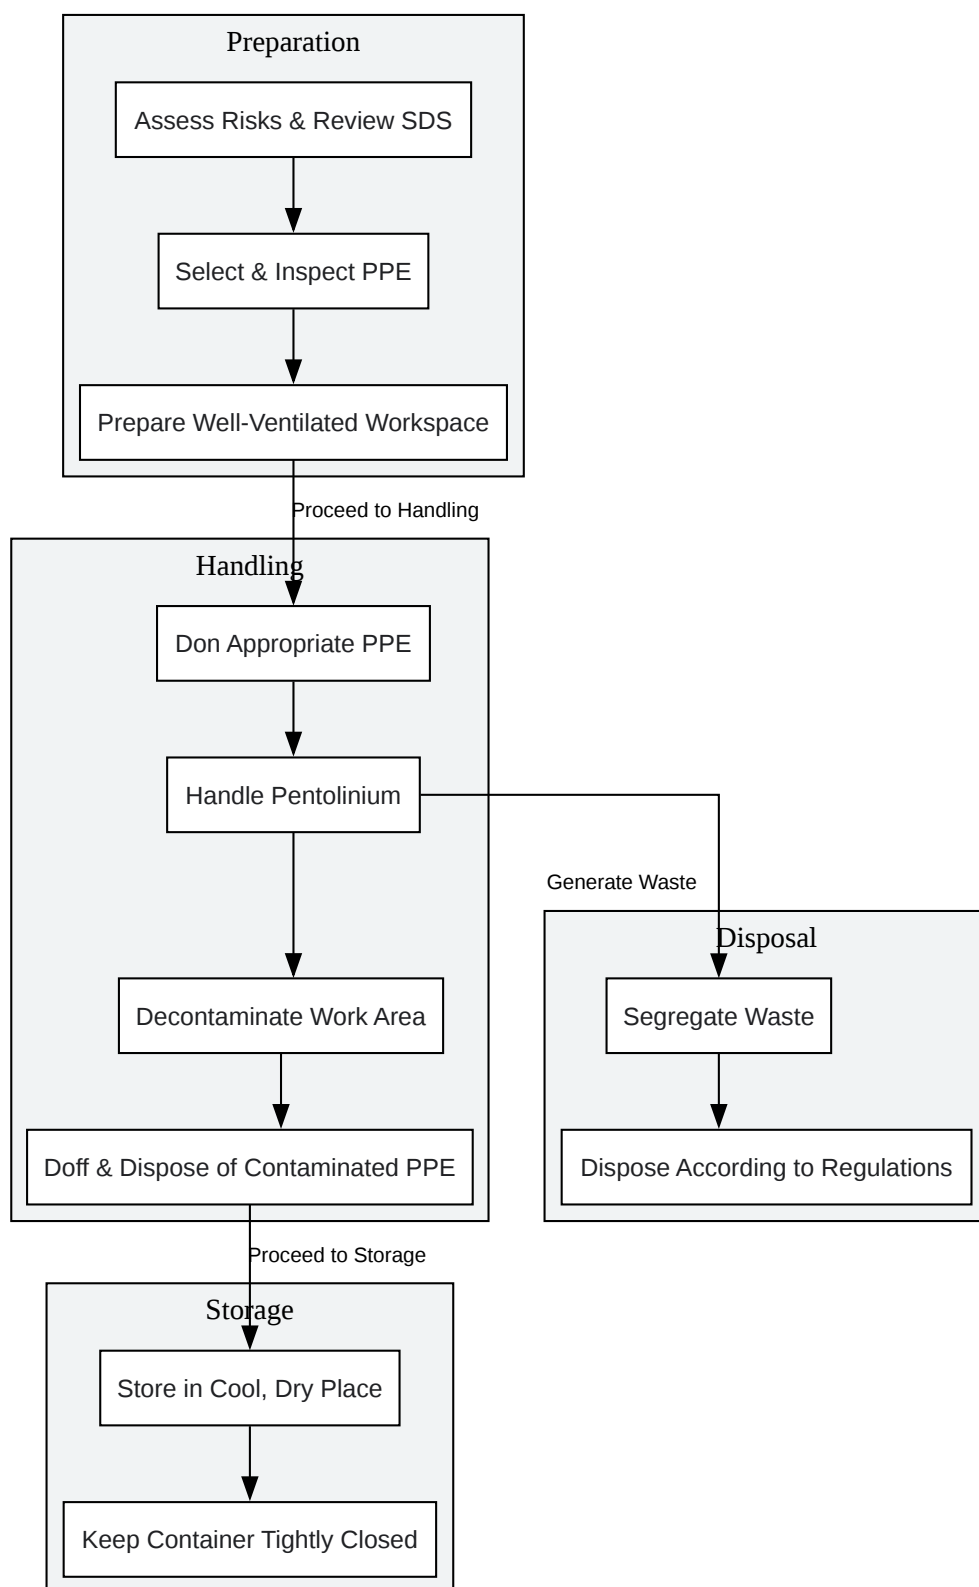 Preparation
Assess Risks & Review SDS
Select & Inspect PPE
Prepare Well-Ventilated Workspace
Proceed to Handling
Handling
Don Appropriate PPE
Handle Pentolinium
Generate Waste
Disposal
Decontaminate Work Area
Segregate Waste
Doff & Dispose of Contaminated PPE
Dispose According to Regulations
Proceed to Storage
Storage
Store in Cool, Dry Place
Keep Container Tightly Closed